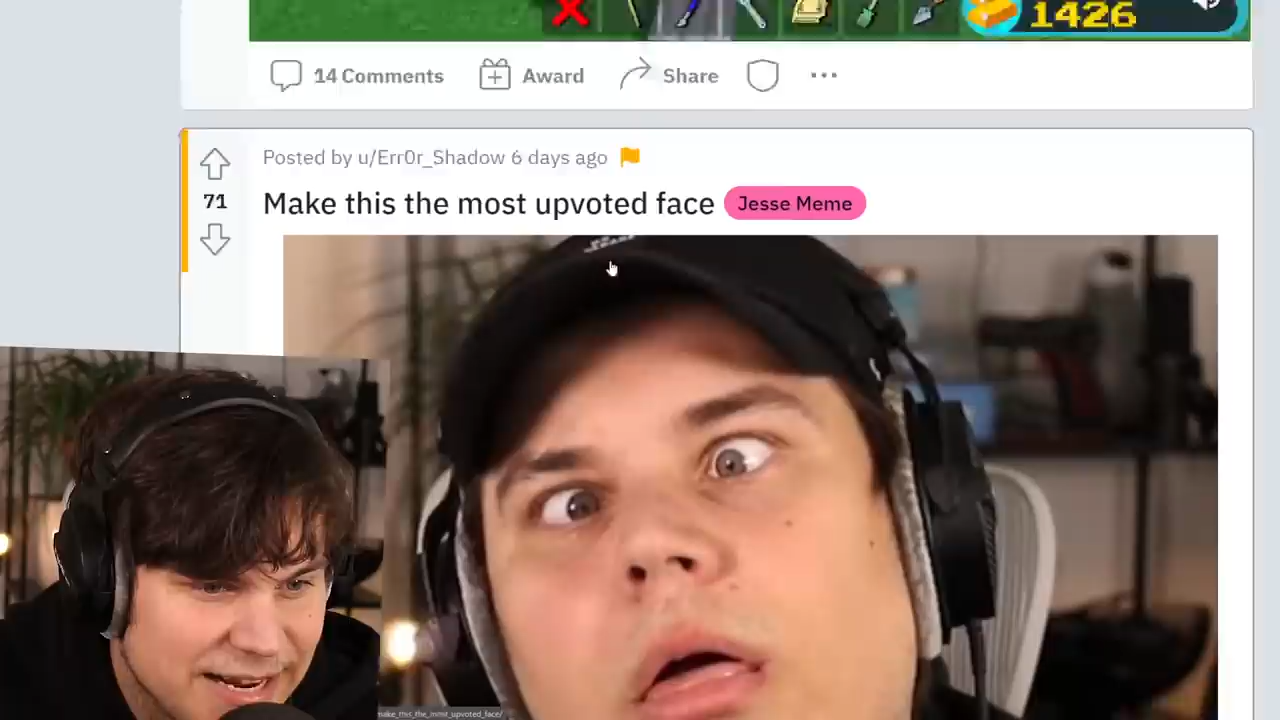 1426
14 Comments Award Share
Posted by u/Err0r_Shadow 6 days ago
71
Make this the most upvoted face Jesse Meme
make_this_the_most_upvoted_face/